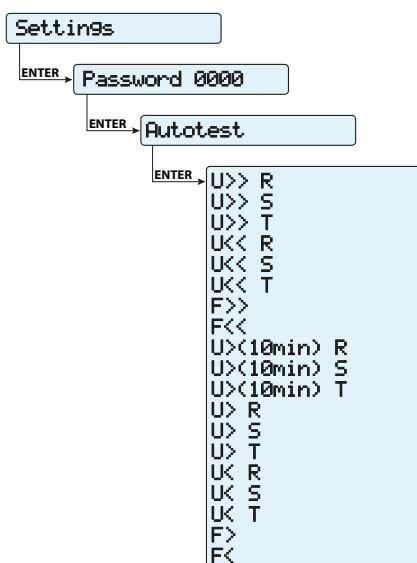 Settings
ENTER
Password 0000
ENTER
Autotest
ENTER
U>> R
U>> S
U>> T
U<< R
U<< S
U<< T
F>>
F<<
U>(10min) R
U>(10min) S
U>(10min) T
U> R
U> S
U> T
U< R
U< S
U< T
F>
F<